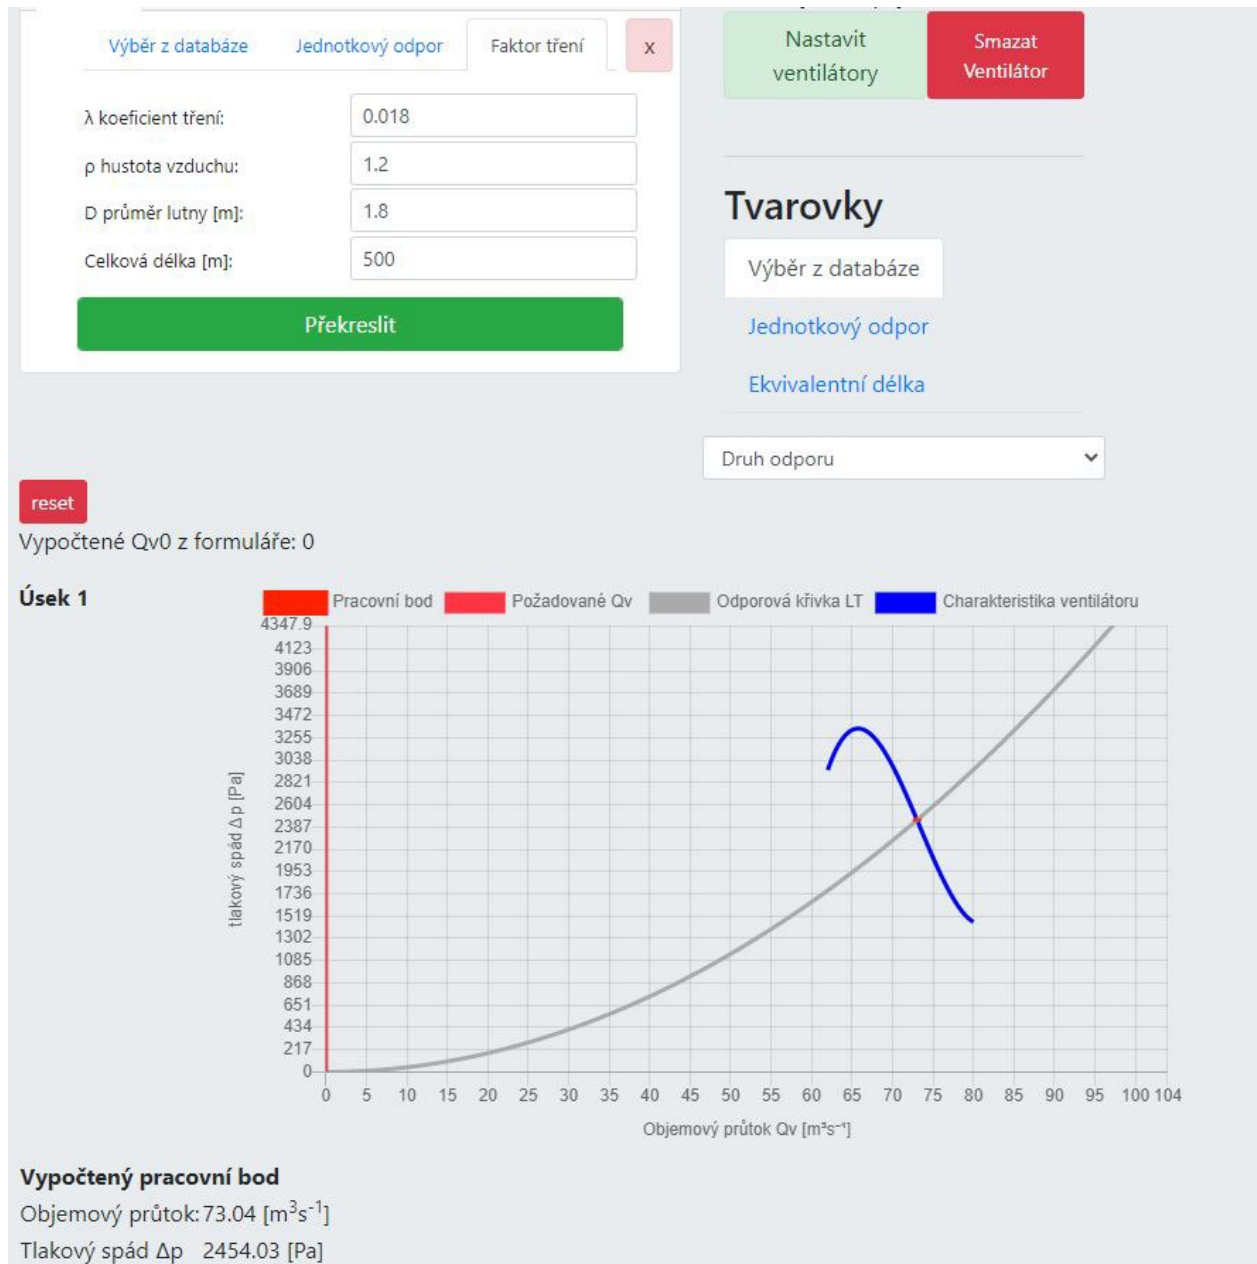 Výběr z databáze Jednotkový odpor Faktor tření x
λ koeficient tření: 0.018
ρ hustota vzduchu: 1.2
D průměr lutny [m]: 1.8
Celková délka [m]: 500
Překreslit
Nastavit ventilátory
Smazat Ventilátor
Tvarovky
Výběr z databáze
Jednotkový odpor
Ekvivalentní délka
Druh odporu
reset
Vypočtené Qv0 z formuláře: 0
Úsek 1
Pracovní bod Požadované Qv Odporová křivka LT Charakteristika ventilátoru
4347.9
4123
3906
3689
3472
3255
3038
2821
2604
2387
2170
1953
1736
1519
1302
1085
868
651
434
217
0
tlakový spád Δ p [Pa]
0 5 10 15 20 25 30 35 40 45 50 55 60 65 70 75 80 85 90 95 100 104
Objemový průtok Qv [m³s⁻¹]
Vypočtený pracovní bod
Objemový průtok: 73.04 [m³s⁻¹]
Tlakový spád Δp 2454.03 [Pa]